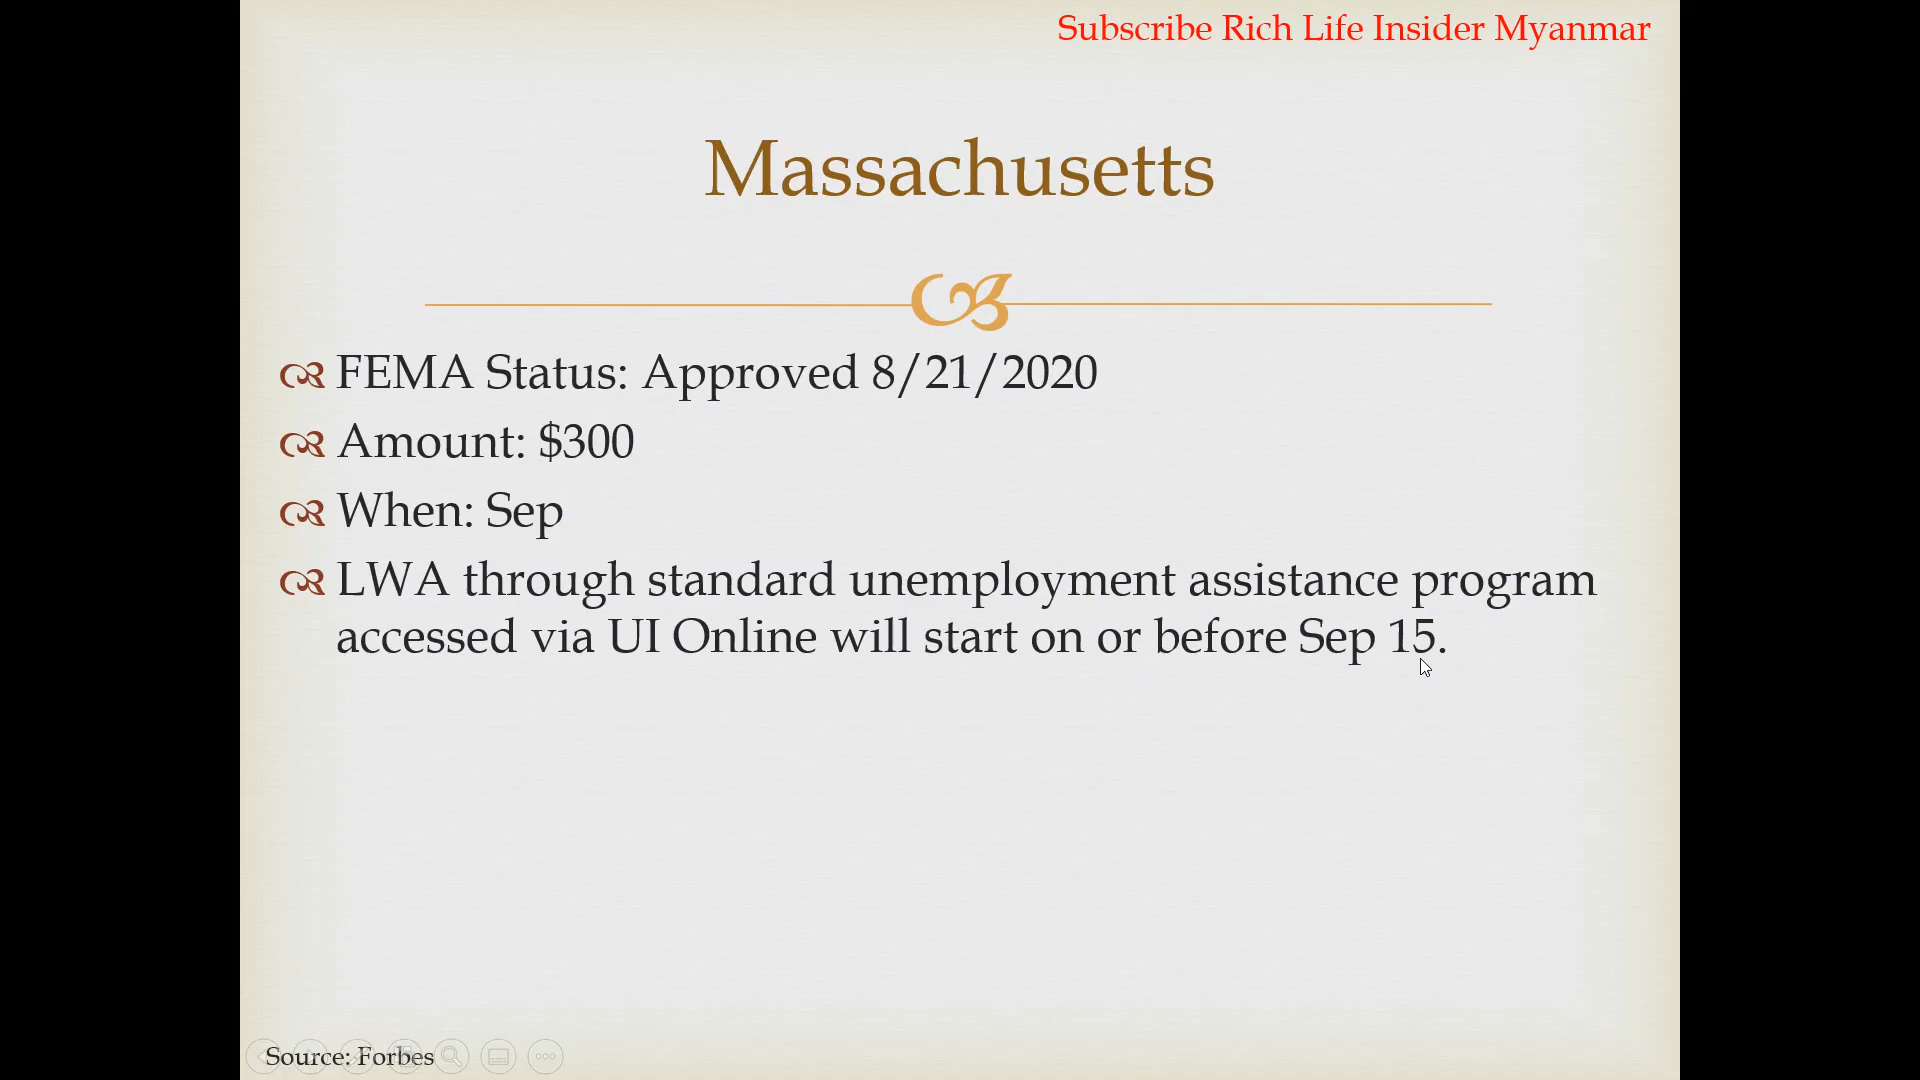 Subscribe Rich Life Insider Myanmar
Massachusetts
FEMA Status: Approved 8/21/2020
Amount: $300
When: Sep
LWA through standard unemployment assistance program
accessed via UI Online will start on or before Sep 15.
Source: Forbes